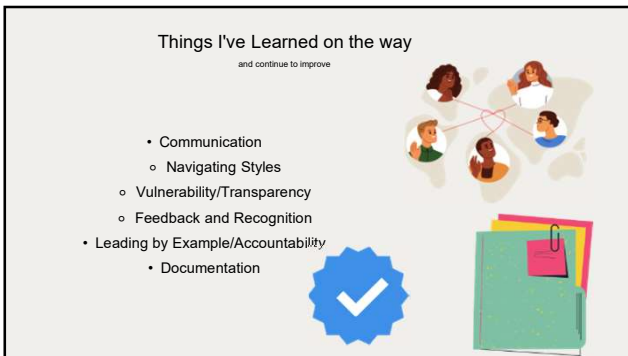 Things I've Learned on the way
and continue to improve
• Communication
○ Navigating Styles
○ Vulnerability/Transparency
○ Feedback and Recognition
• Leading by Example/Accountability
• Documentation